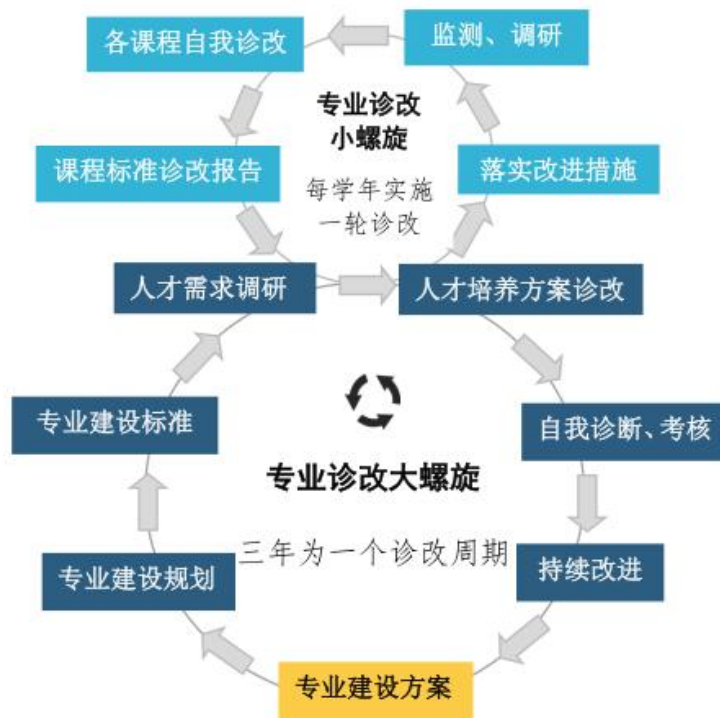 各课程自我诊改
监测、调研
专业诊改
小螺旋
课程标准诊改报告
落实改进措施
每学年实施
一轮诊改
人才需求调研
人才培养方案诊改
专业建设标准
自我诊断、考核
专业诊改大螺旋
三年为一个诊改周期
专业建设规划
持续改进
专业建设方案